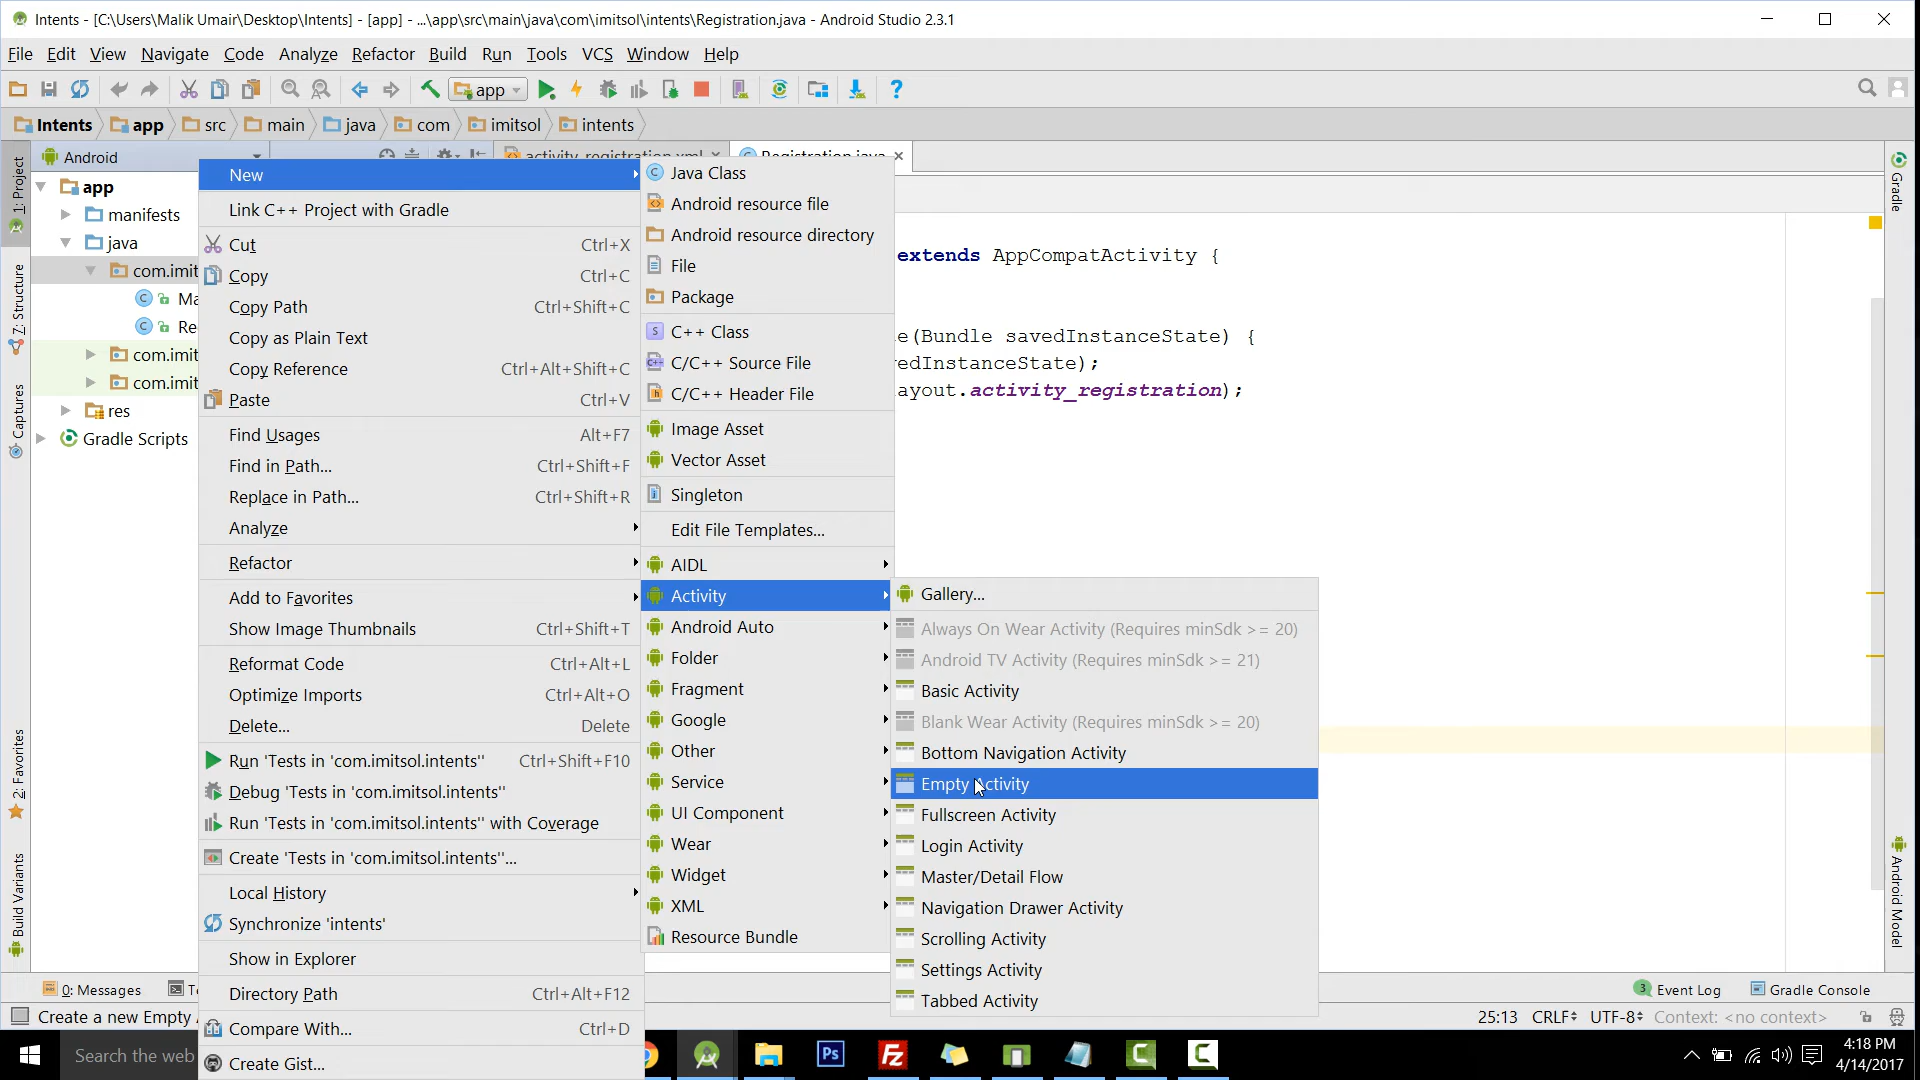 Intents - [C:\Users\Malik Umair\Desktop\Intents] - [app] - ...\app\src\main\java\com\imitsol\intents\Registration.java - Android Studio 2.3.1
File Edit View Navigate Code Analyze Refactor Build Run Tools VCS Window Help
app
Intents app src main java com imitsol intents
Android
activity_registration.xml
Registration.java
1: Project
7: Structure
Captures
2: Favorites
Build Variants
app
manifests
java
com.imit
Ma
Re
com.imit
com.imit
res
Gradle Scripts
New
Link C++ Project with Gradle
Cut Ctrl+X
Copy Ctrl+C
Copy Path Ctrl+Shift+C
Copy as Plain Text
Copy Reference Ctrl+Alt+Shift+C
Paste Ctrl+V
Find Usages Alt+F7
Find in Path... Ctrl+Shift+F
Replace in Path... Ctrl+Shift+R
Analyze
Refactor
Add to Favorites
Show Image Thumbnails Ctrl+Shift+T
Reformat Code Ctrl+Alt+L
Optimize Imports Ctrl+Alt+O
Delete... Delete
Run 'Tests in 'com.imitsol.intents'' Ctrl+Shift+F10
Debug 'Tests in 'com.imitsol.intents''
Run 'Tests in 'com.imitsol.intents'' with Coverage
Create 'Tests in 'com.imitsol.intents''...
Local History
Synchronize 'intents'
Show in Explorer
Directory Path Ctrl+Alt+F12
Compare With... Ctrl+D
Create Gist...
Java Class
Android resource file
Android resource directory
File
Package
C++ Class
C/C++ Source File
C/C++ Header File
Image Asset
Vector Asset
Singleton
Edit File Templates...
AIDL
Activity
Android Auto
Folder
Fragment
Google
Other
Service
UI Component
Wear
Widget
XML
Resource Bundle
Gallery...
Always On Wear Activity (Requires minSdk >= 20)
Android TV Activity (Requires minSdk >= 21)
Basic Activity
Blank Wear Activity (Requires minSdk >= 20)
Bottom Navigation Activity
Empty Activity
Fullscreen Activity
Login Activity
Master/Detail Flow
Navigation Drawer Activity
Scrolling Activity
Settings Activity
Tabbed Activity
extends AppCompatActivity {
e(Bundle savedInstanceState) {
edInstanceState);
ayout.activity_registration);
Gradle
Android Model
0: Messages
Te
3 Event Log
Gradle Console
Create a new Empty
25:13 CRLF UTF-8 Context: <no context>
Search the web
Ps
Fz
4:18 PM
4/14/2017